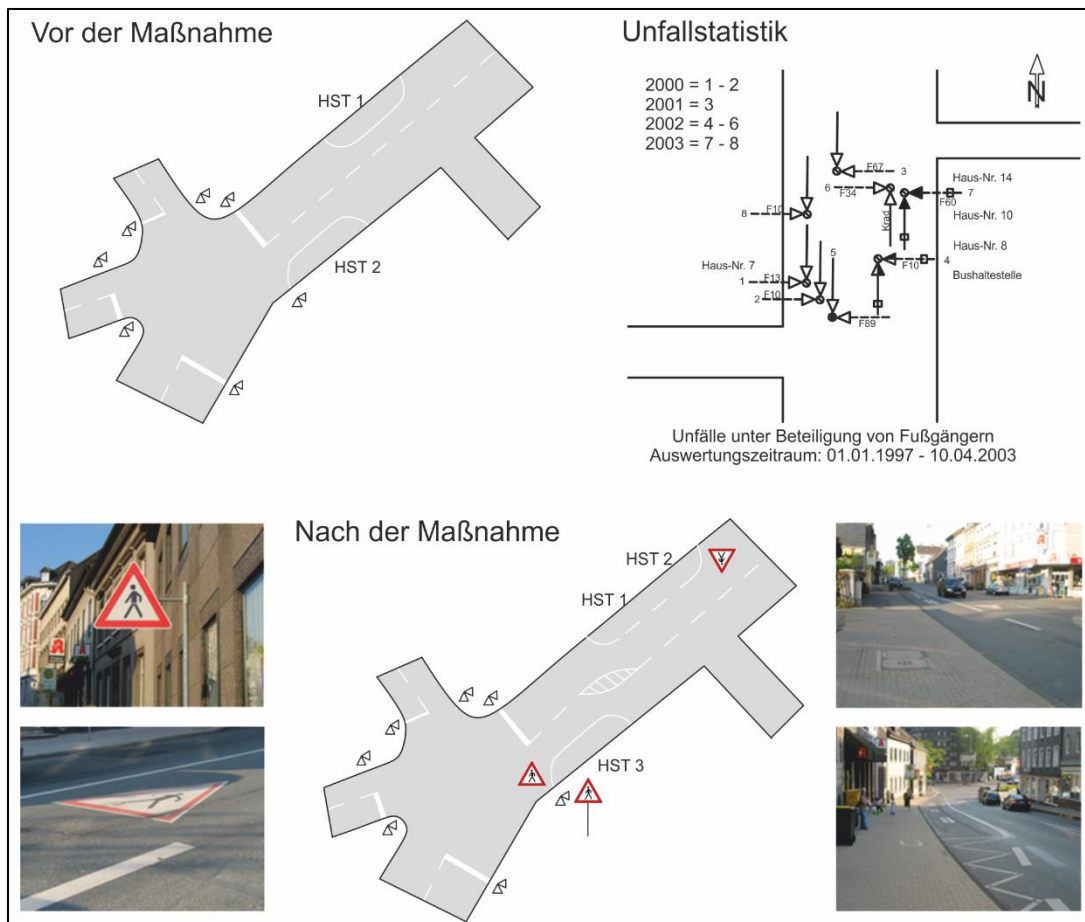 Vor der Maßnahme
HST 1
HST 2
Unfallstatistik
2000 = 1 - 2
2001 = 3
2002 = 4 - 6
2003 = 7 - 8
N
F67
3
6
F34
Haus-Nr. 14
7
F60
8
F10
Krad
Haus-Nr. 10
Haus-Nr. 8
Haus-Nr. 7
5
F10
4
Bushaltestelle
1
F13
2
F10
F89
Unfälle unter Beteiligung von Fußgängern
Auswertungszeitraum: 01.01.1997 - 10.04.2003
Nach der Maßnahme
HST 2
HST 1
HST 3